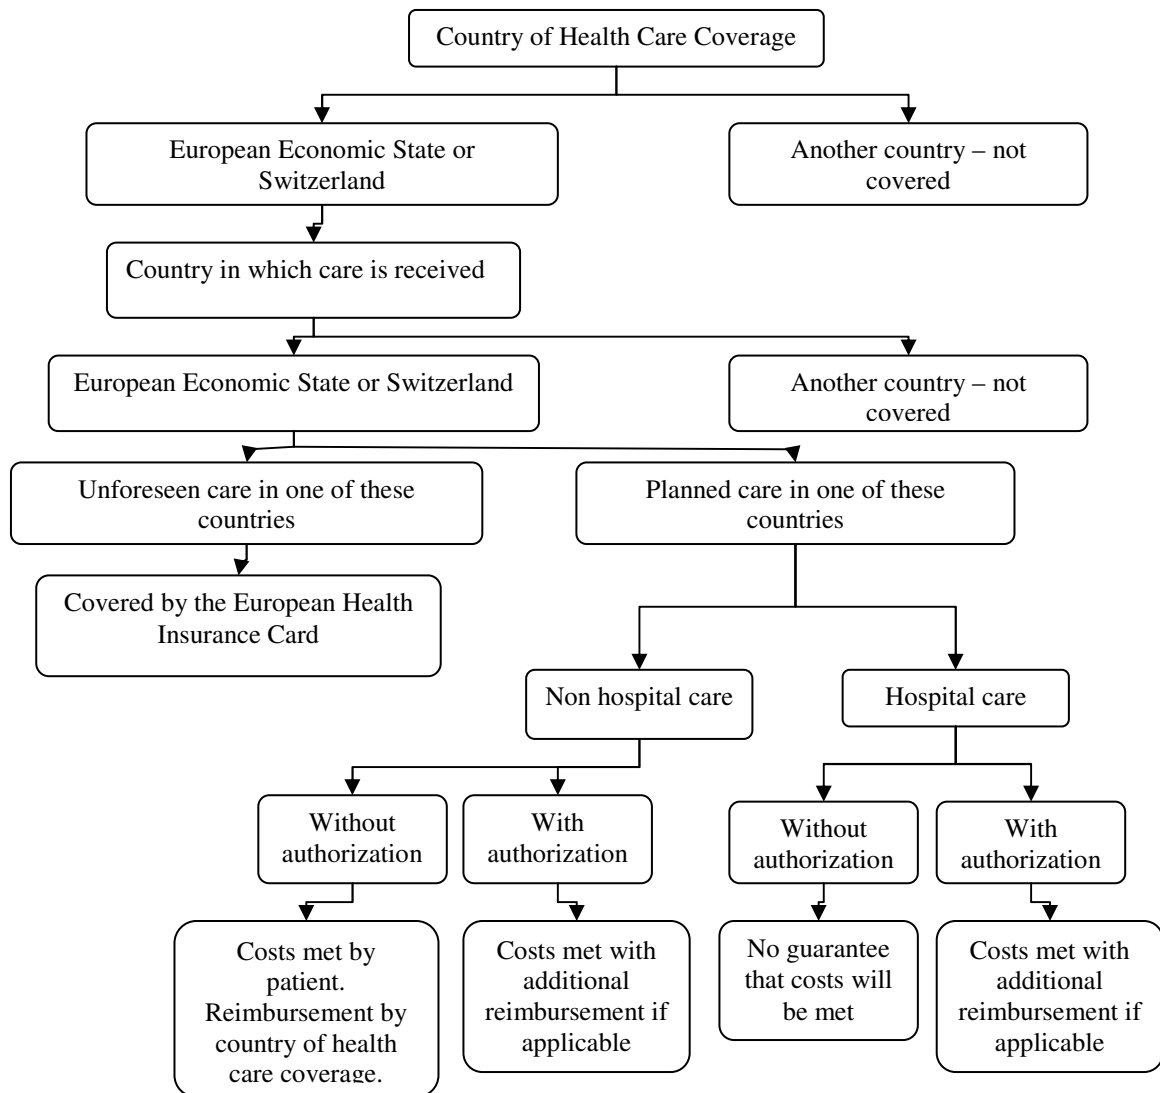 Country of Health Care Coverage
European Economic State or
Switzerland
Another country – not
covered
Country in which care is received
European Economic State or Switzerland
Another country – not
covered
Unforeseen care in one of these
countries
Planned care in one of these
countries
Covered by the European Health
Insurance Card
Non hospital care
Hospital care
Without
authorization
With
authorization
Without
authorization
With
authorization
Costs met by
patient.
Reimbursement by
country of health
care coverage.
Costs met with
additional
reimbursement if
applicable
No guarantee
that costs will
be met
Costs met with
additional
reimbursement if
applicable